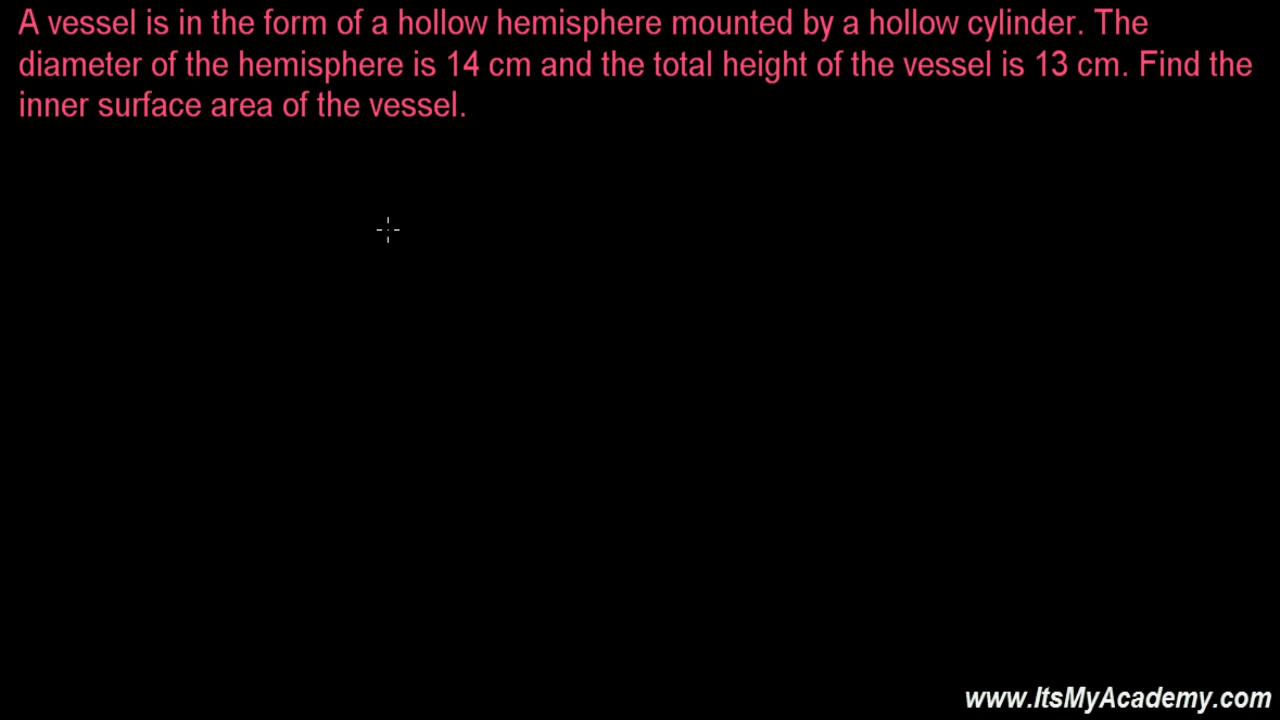 A vessel is in the form of a hollow hemisphere mounted by a hollow cylinder. The
diameter of the hemisphere is 14 cm and the total height of the vessel is 13 cm. Find the
inner surface area of the vessel.
www.ItsMyAcademy.com